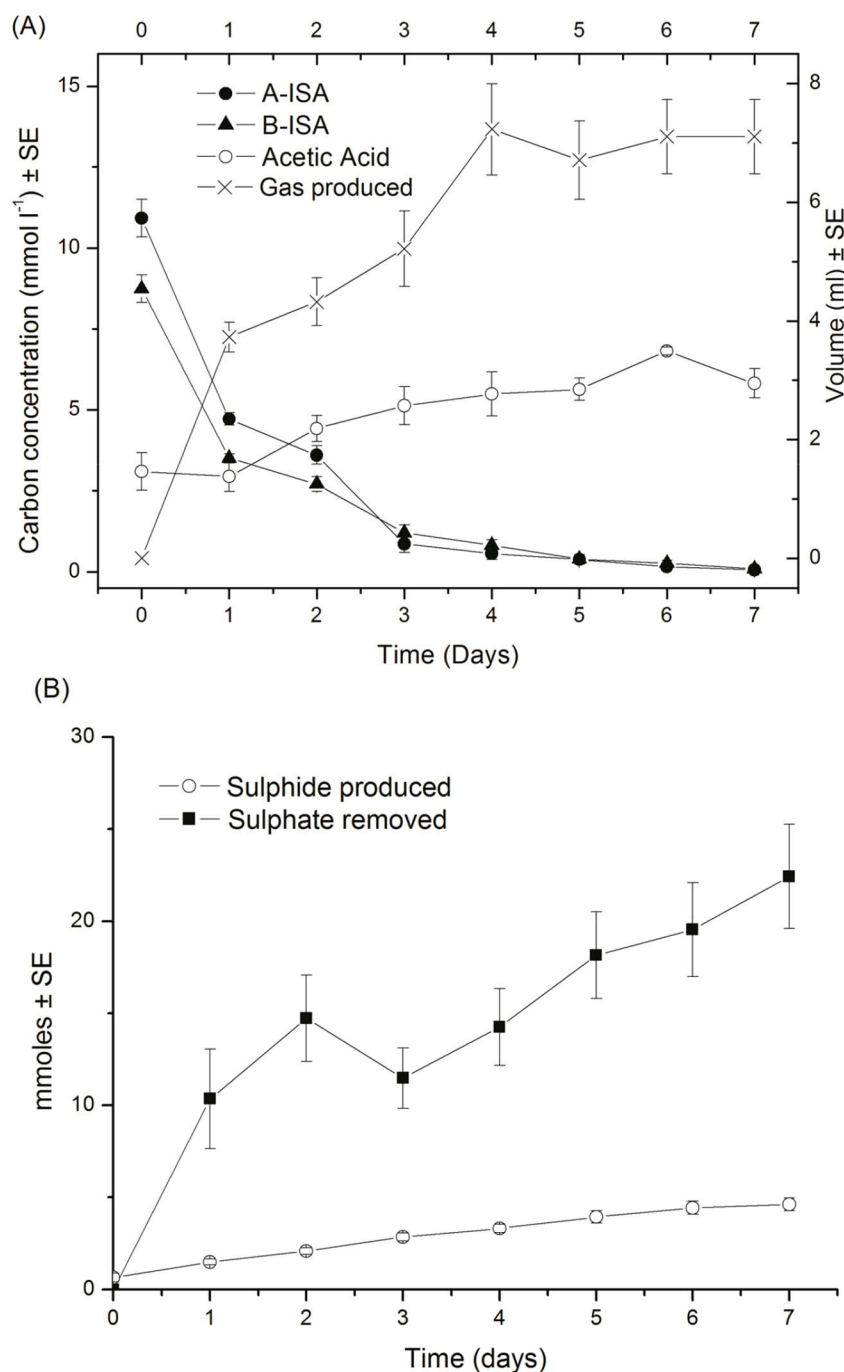 (A)
0 1 2 3 4 5 6 7
15
10
5
0
8
6
4
2
0
A-ISA
B-ISA
Acetic Acid
Gas produced
Carbon concentration (mmol l⁻¹) ± SE
Volume (ml) ± SE
0 1 2 3 4 5 6 7
Time (Days)
(B)
30
20
10
0
Sulphide produced
Sulphate removed
mmoles ± SE
0 1 2 3 4 5 6 7
Time (days)